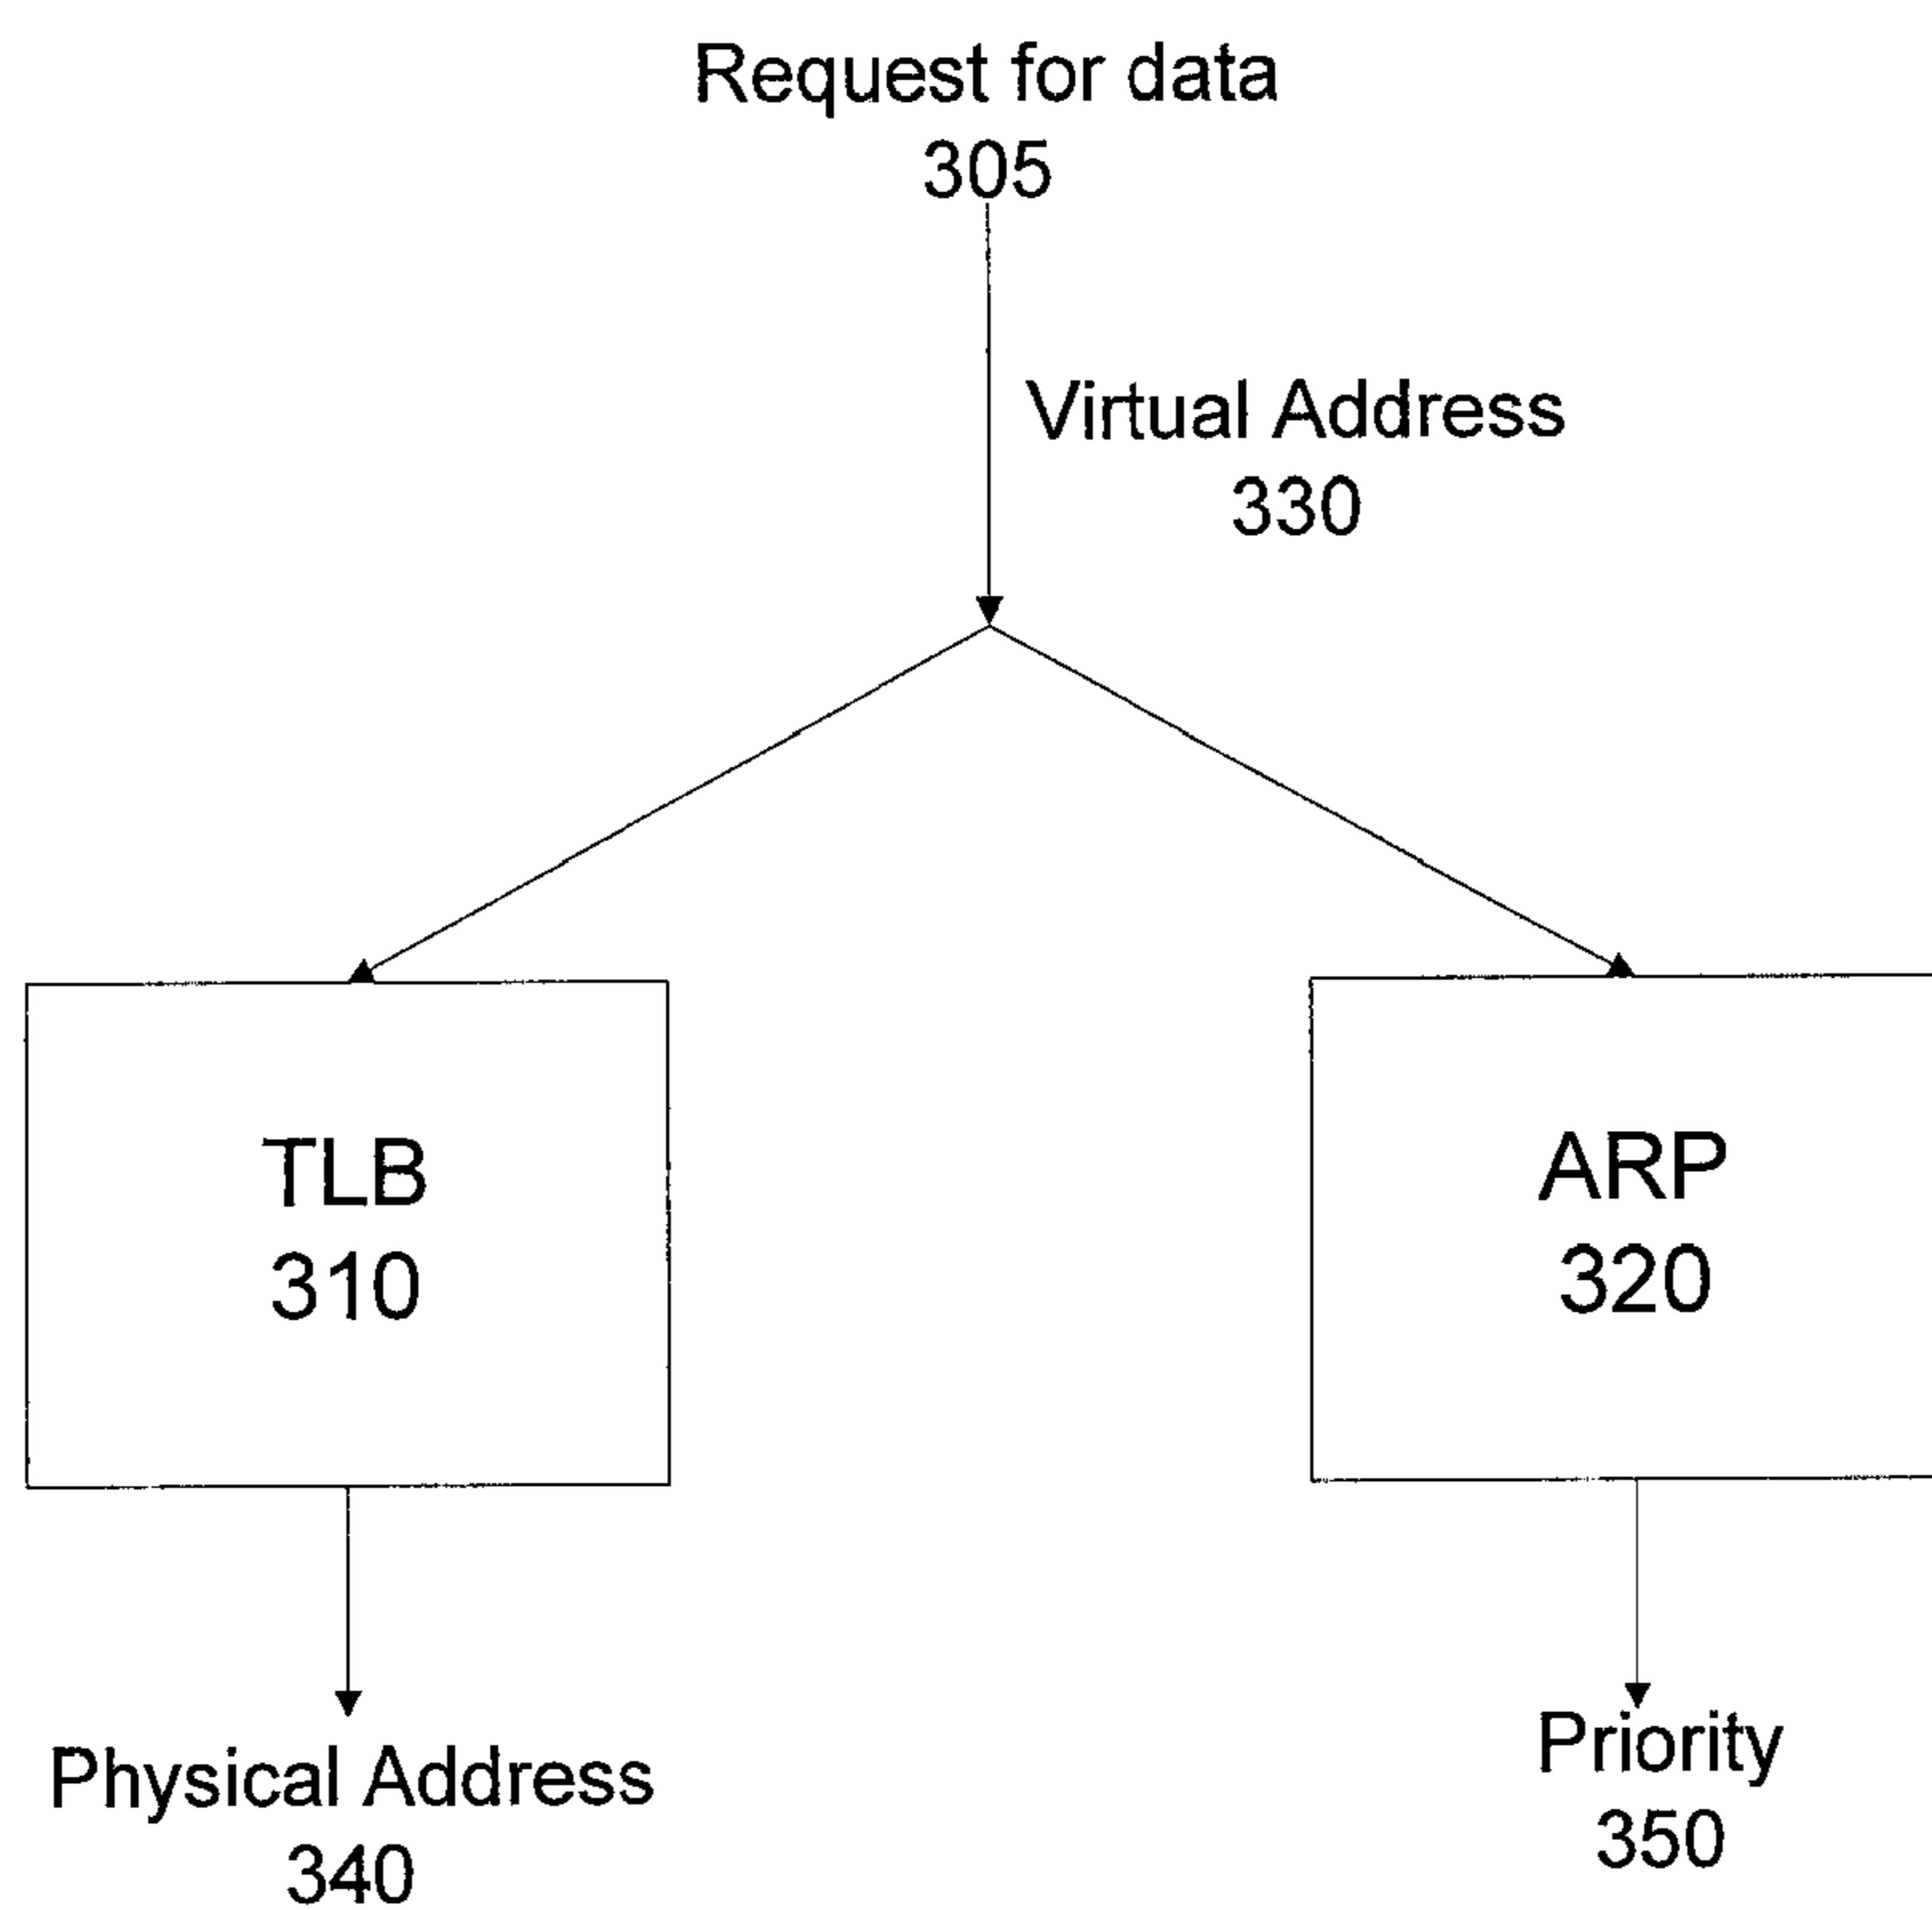 Request for data
305
Virtual Address
330
TLB
310
ARP
320
Physical Address
340
Priority
350